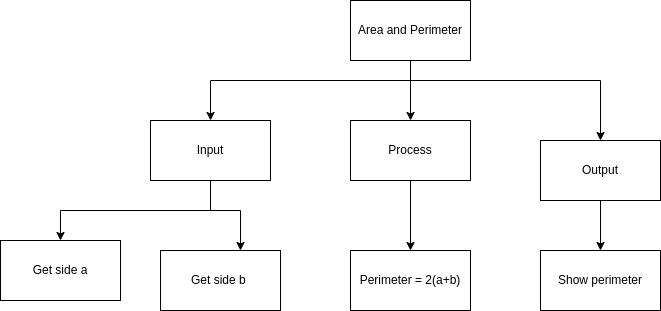 Area and Perimeter
Input
Process
Output
Get side a
Get side b
Perimeter = 2(a+b)
Show perimeter